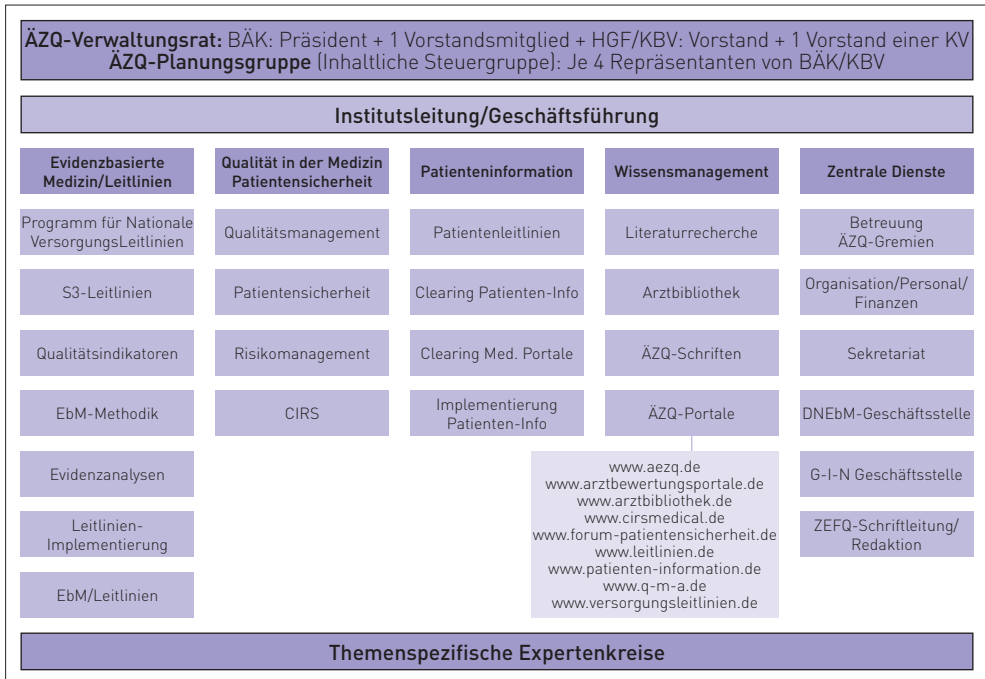 ÄZQ-Verwaltungsrat: BÄK: Präsident + 1 Vorstandsmitglied + HGF/KBV: Vorstand + 1 Vorstand einer KV
ÄZQ-Planungsgruppe (Inhaltliche Steuergruppe): Je 4 Repräsentanten von BÄK/KBV
Institutsleitung/Geschäftsführung
Evidenzbasierte
Medizin/Leitlinien
Programm für Nationale
VersorgungsLeitlinien
S3-Leitlinien
Qualitätsindikatoren
EbM-Methodik
Evidenzanalysen
Leitlinien-
Implementierung
EbM/Leitlinien
Qualität in der Medizin
Patientensicherheit
Qualitätsmanagement
Patientensicherheit
Risikomanagement
CIRS
Patienteninformation
Patientenleitlinien
Clearing Patienten-Info
Clearing Med. Portale
Implementierung
Patienten-Info
Wissensmanagement
Literaturrecherche
Arztbibliothek
ÄZQ-Schriften
ÄZQ-Portale
www.aezq.de
www.arztbewertungsportale.de
www.arztbibliothek.de
www.cirsmedical.de
www.forum-patientensicherheit.de
www.leitlinien.de
www.patienten-information.de
www.q-m-a.de
www.versorgungsleitlinien.de
Zentrale Dienste
Betreuung
ÄZQ-Gremien
Organisation/Personal/
Finanzen
Sekretariat
DNEbM-Geschäftsstelle
G-I-N Geschäftsstelle
ZEFQ-Schriftleitung/
Redaktion
Themenspezifische Expertenkreise